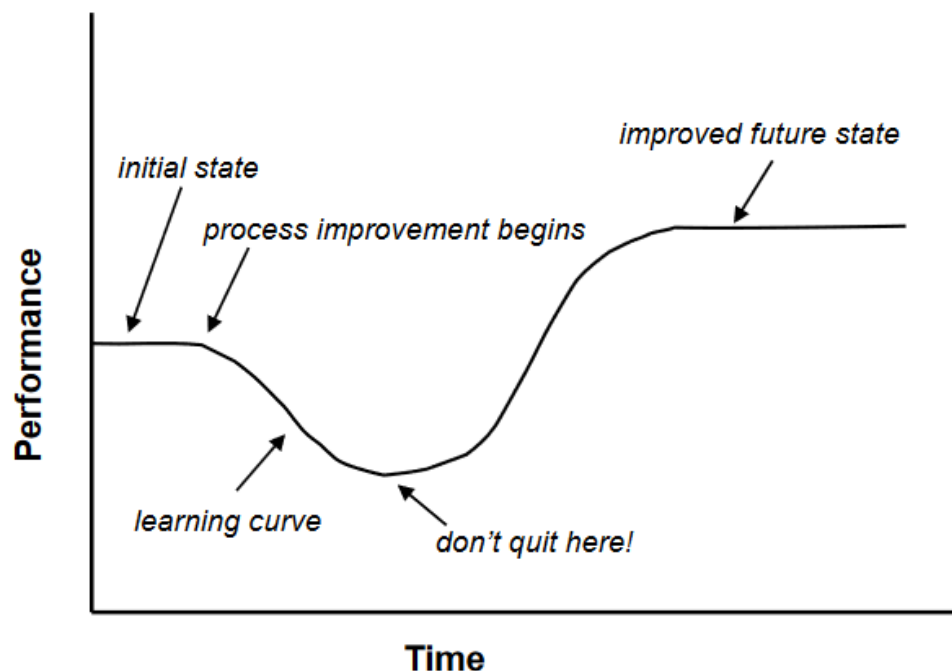 improved future state
initial state
process improvement begins
Performance
learning curve
don’t quit here!
Time